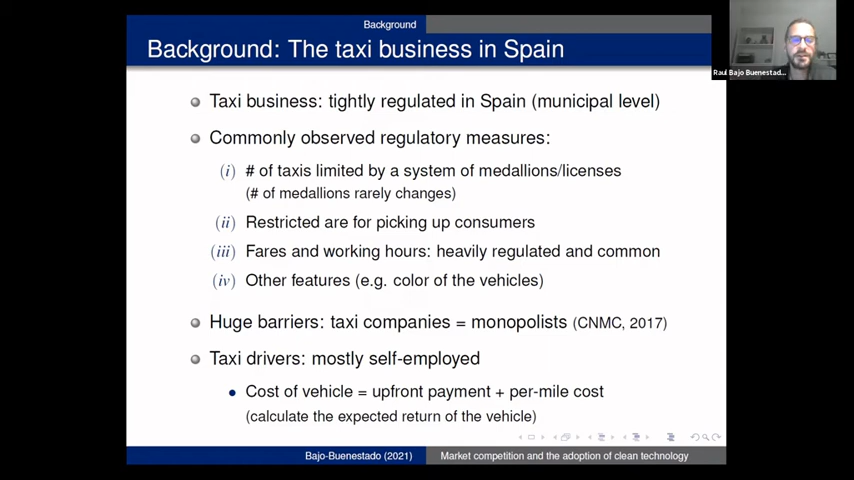 Background
Background: The taxi business in Spain
Raul Bajo Buenestad...
Taxi business: tightly regulated in Spain (municipal level)
Commonly observed regulatory measures:
(i) # of taxis limited by a system of medallions/licenses
(# of medallions rarely changes)
(ii) Restricted are for picking up consumers
(iii) Fares and working hours: heavily regulated and common
(iv) Other features (e.g. color of the vehicles)
Huge barriers: taxi companies = monopolists (CNMC, 2017)
Taxi drivers: mostly self-employed
Cost of vehicle = upfront payment + per-mile cost
(calculate the expected return of the vehicle)
Bajo-Buenestado (2021) Market competition and the adoption of clean technology